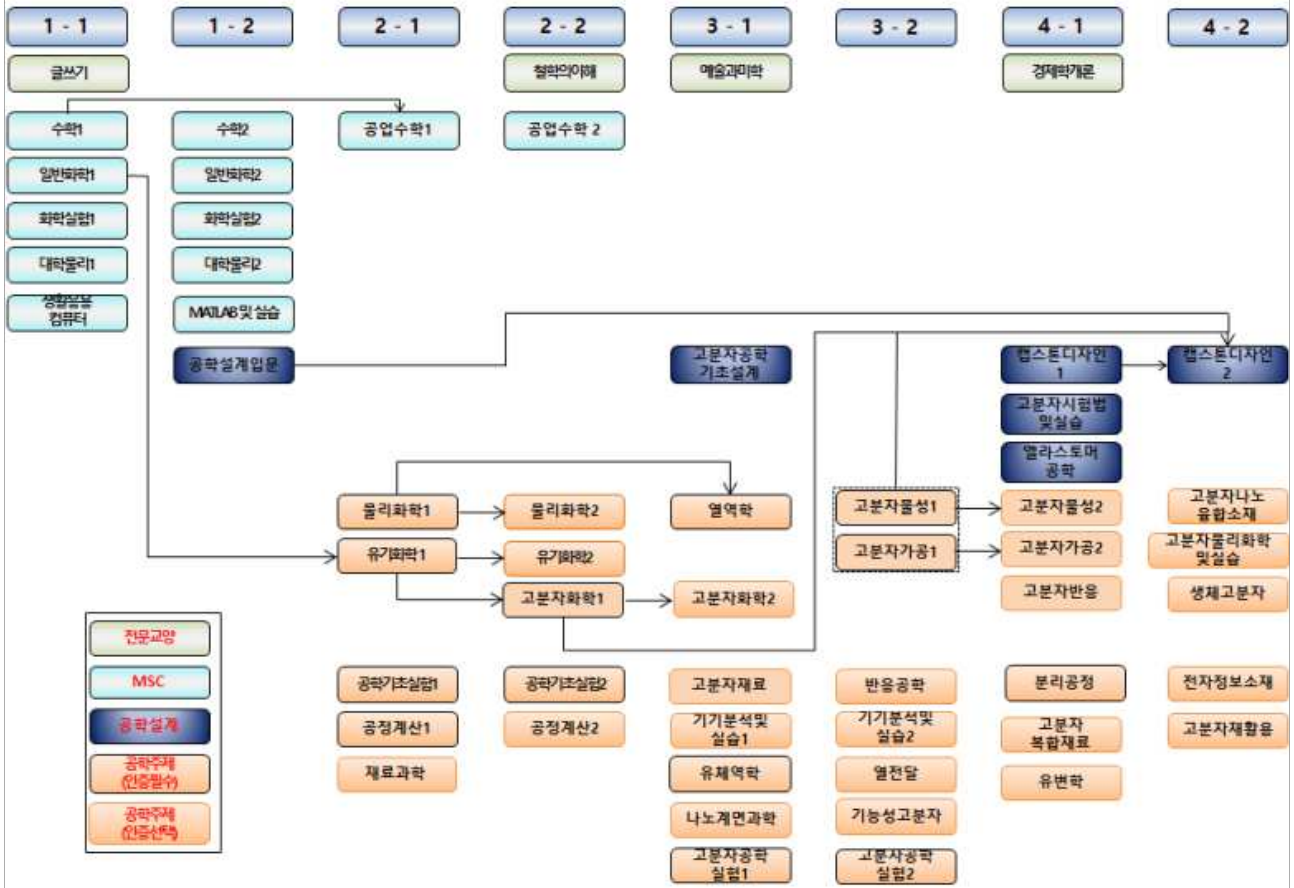 1 - 1
1 - 2
2 - 1
2 - 2
3 - 1
3 - 2
4 - 1
4 - 2
글쓰기
철학의이해
예술과미학
경제학개론
수학1
수학2
공업수학1
공업수학 2
일반화학1
일반화학2
화학실험1
화학실험2
대학물리1
대학물리2
생활응용
컴퓨터
MATLAB 및 실습
공학설계입문
고분자공학
기초설계
캡스톤디자인
1
캡스톤디자인
2
고분자시험법
및실습
엘라스토머
공학
물리화학1
물리화학2
열역학
고분자물성1
고분자물성2
고분자나노
융합소재
유기화학1
유기화학2
고분자가공1
고분자가공2
고분자물리화학
및실습
고분자화학1
고분자화학2
고분자반응
생체고분자
전문교양
MSC
공학설계
공학주제
(인증필수)
공학주제
(인증선택)
공학기초실험1
공학기초실험2
고분자재료
반응공학
분리공정
전자정보소재
공정계산1
공정계산2
기기분석및
실습1
기기분석및
실습2
고분자
복합재료
고분자재활용
재료과학
유체역학
열전달
유변학
나노계면과학
기능성고분자
고분자공학
실험1
고분자공학
실험2